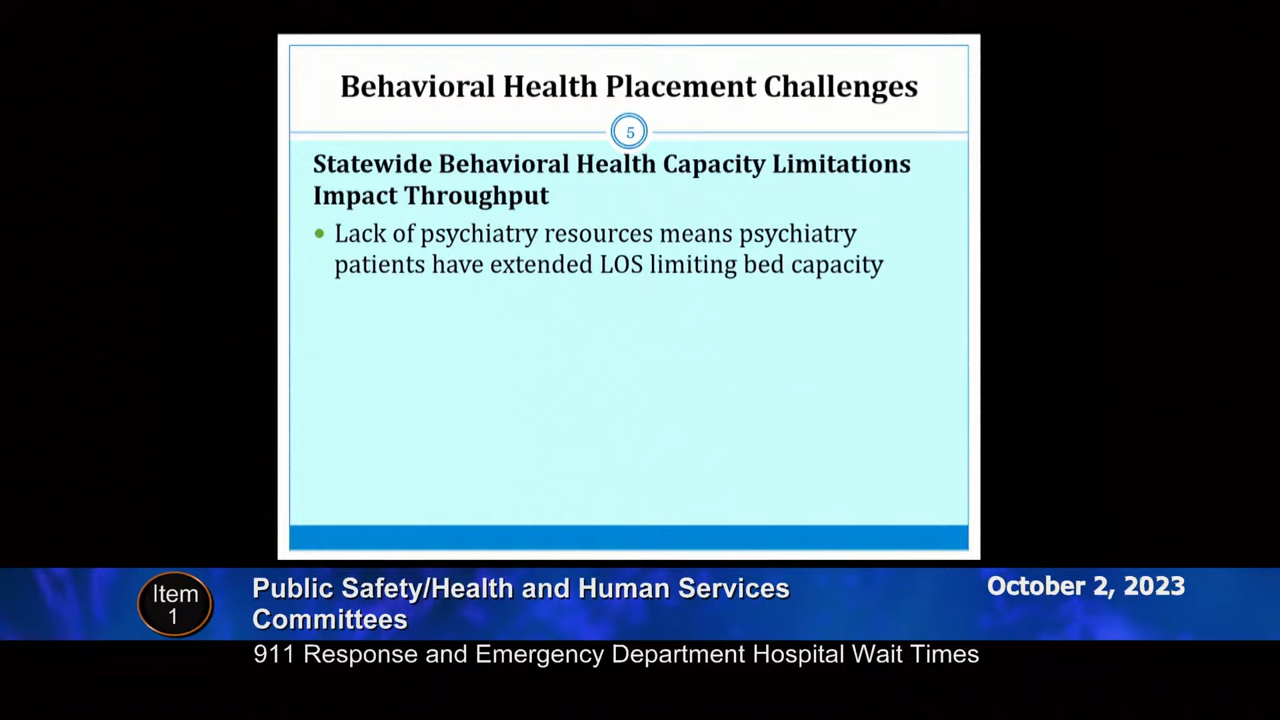 Behavioral Health Placement Challenges
5
Statewide Behavioral Health Capacity Limitations
Impact Throughput
• Lack of psychiatry resources means psychiatry
patients have extended LOS limiting bed capacity
Item
1
Public Safety/Health and Human Services
Committees
October 2, 2023
911 Response and Emergency Department Hospital Wait Times